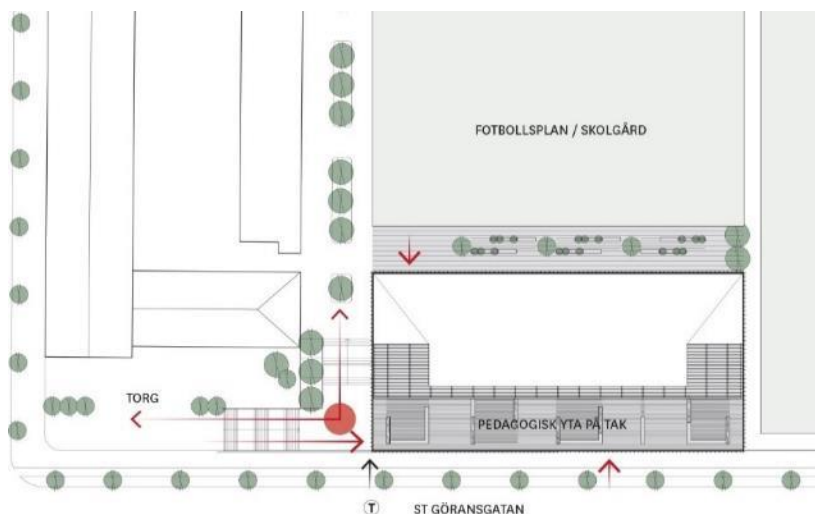 FOTBOLLSPLAN / SKOLGÅRD
TORG
PEDAGOGISK YTA PÅ TAK
T
ST GÖRANSGATAN